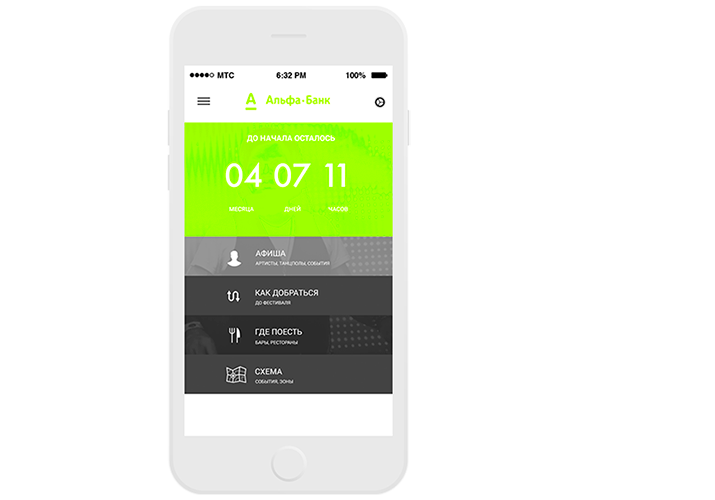 МТС 6:32 PM 100%
Альфа·Банк
ДО НАЧАЛА ОСТАЛОСЬ
04 07 11
МЕСЯЦА ДНЕЙ ЧАСОВ
АФИША
АРТИСТЫ, ТАНЦПОЛЫ, СОБЫТИЯ
КАК ДОБРАТЬСЯ
ДО ФЕСТИВАЛЯ
ГДЕ ПОЕСТЬ
БАРЫ, РЕСТОРАНЫ
СХЕМА
СОБЫТИЯ, ЗОНЫ